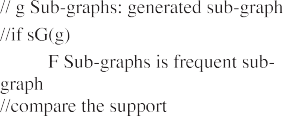 // g Sub-graphs: generated sub-graph
//if sG(g)
F Sub-graphs is frequent sub-
graph
//compare the support